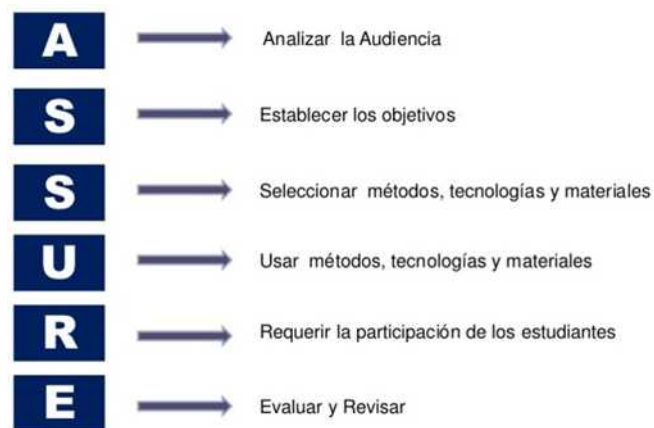 A Analizar la Audiencia
S Establecer los objetivos
S Seleccionar métodos, tecnologías y materiales
U Usar métodos, tecnologías y materiales
R Requerir la participación de los estudiantes
E Evaluar y Revisar